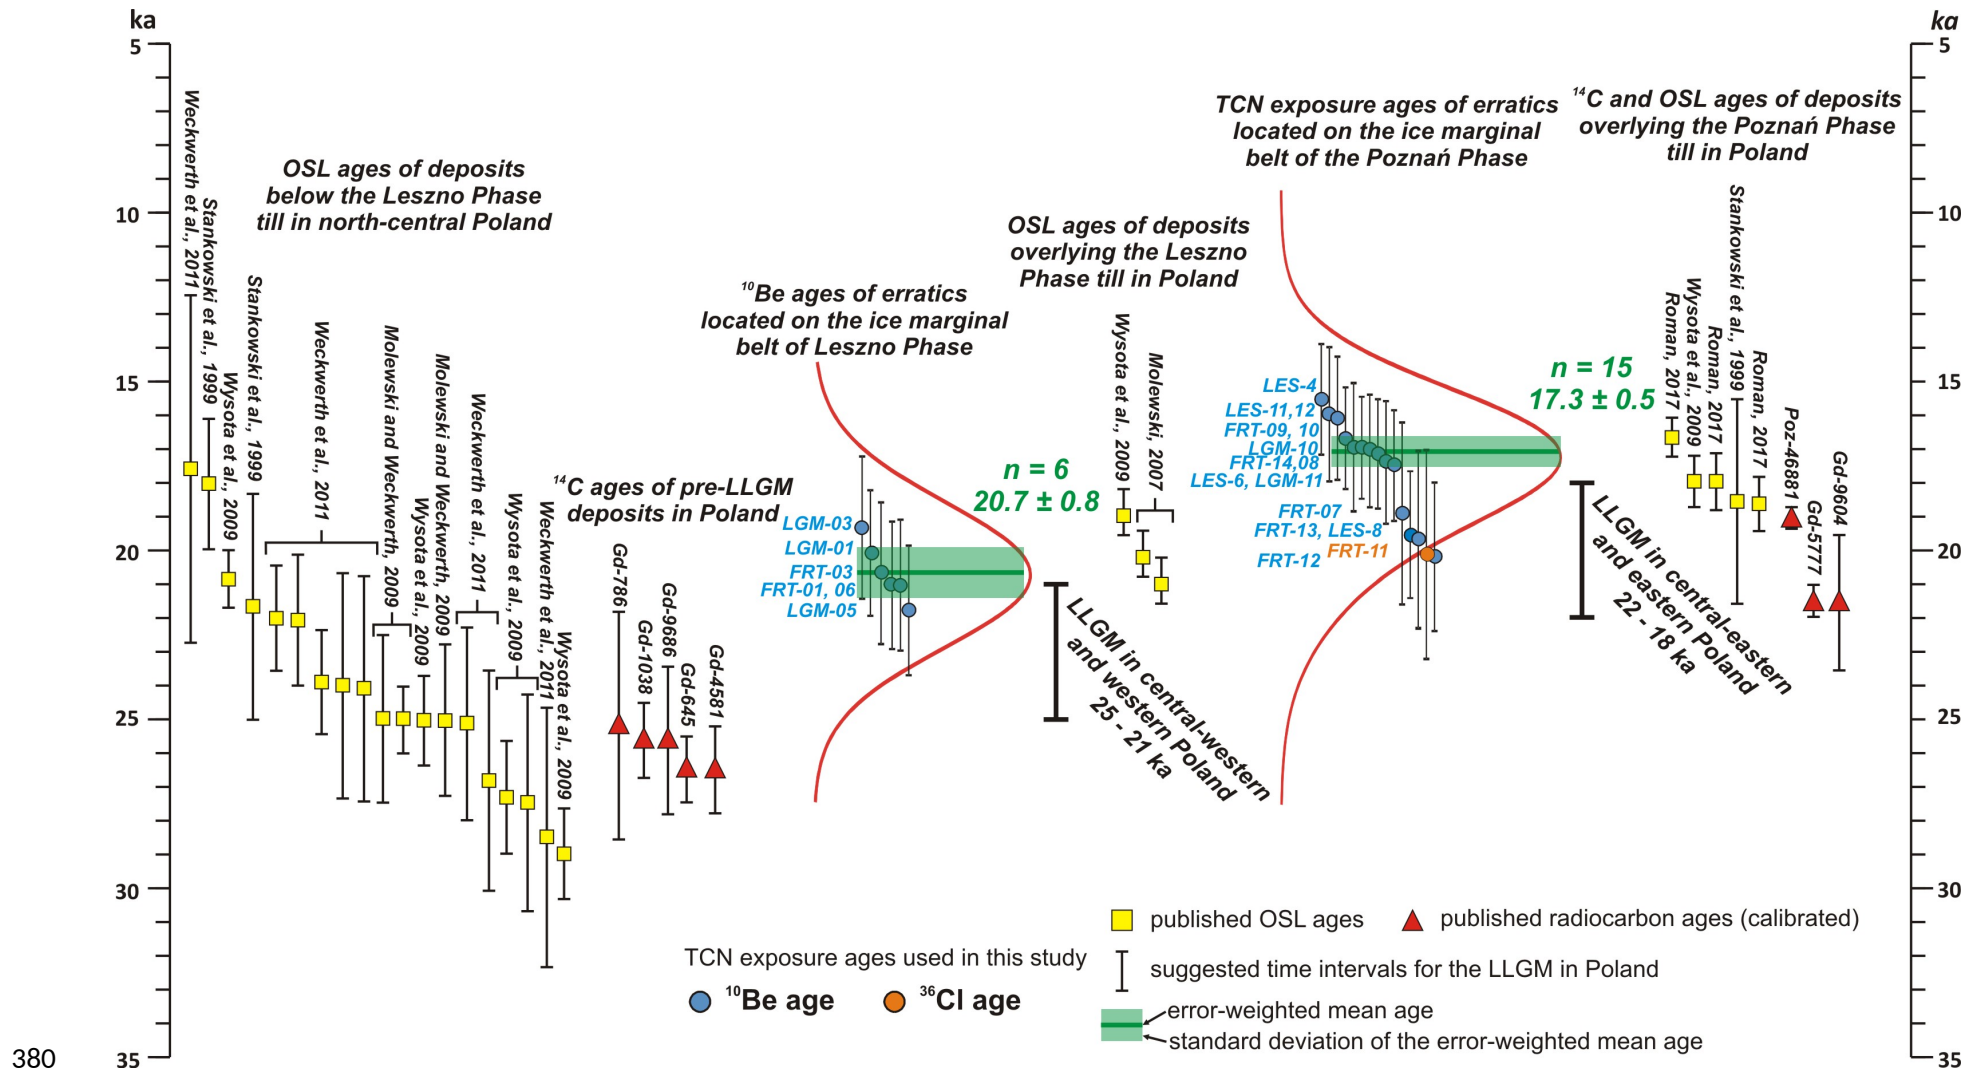 ka
5
10
15
20
25
30
35
Weckwerth et al., 2011
Stankowski et al., 1999
Wysota et al., 2009
Stankowski et al., 1999
OSL ages of deposits
below the Leszno Phase
till in north-central Poland
Weckwerth et al., 2011
Molewski and Weckwerth, 2009
Wysota et al., 2009
Molewski and Weckwerth, 2009
Weckwerth et al., 2011
Wysota et al., 2009
Weckwerth et al., 2011
Wysota et al., 2009
14C ages of pre-LLGM
deposits in Poland
Gd-786
Gd-1038
Gd-9686
Gd-645
Gd-4581
10Be ages of erratics
located on the ice marginal
belt of Leszno Phase
LGM-03
LGM-01
FRT-03
FRT-01, 06
LGM-05
n = 6
20.7 ± 0.8
OSL ages of deposits
overlying the Leszno
Phase till in Poland
Wysota et al., 2009
Molewski, 2007
LLGM in central-western
and western Poland
25 - 21 ka
TCN exposure ages of erratics
located on the ice marginal
belt of the Poznań Phase
LES-4
LES-11,12
FRT-09, 10
LGM-10
FRT-14,08
LES-6, LGM-11
FRT-07
FRT-13, LES-8
FRT-11
FRT-12
n = 15
17.3 ± 0.5
LLGM in central-eastern
and eastern Poland
22 - 18 ka
14C and OSL ages of deposits
overlying the Poznań Phase
till in Poland
Roman, 2017
Wysota et al., 2009
Roman, 2017
Stankowski et al., 1999
Roman, 2017
Poz-46881
Gd-5777
Gd-9604
ka
5
10
15
20
25
30
35
TCN exposure ages used in this study
10Be age
36Cl age
published OSL ages
published radiocarbon ages (calibrated)
suggested time intervals for the LLGM in Poland
error-weighted mean age
standard deviation of the error-weighted mean age
380